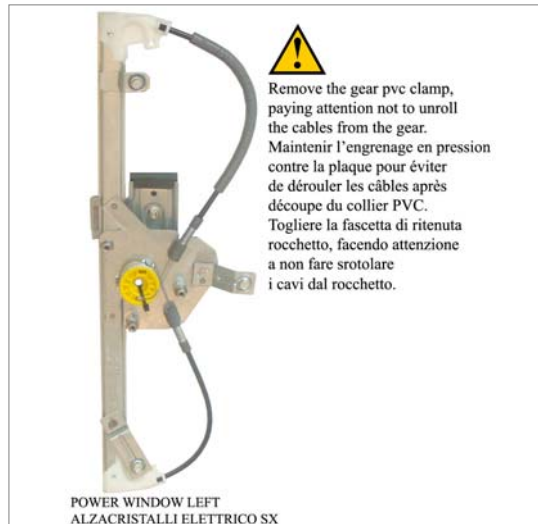 Remove the gear pvc clamp,
paying attention not to unroll
the cables from the gear.
Maintenir l'engrenage en pression
contre la plaque pour éviter
de dérouler les câbles après
découpe du collier PVC.
Togliere la fascetta di ritenuta
rocchetto, facendo attenzione
a non fare srotolare
i cavi dal rocchetto.
POWER WINDOW LEFT
ALZACRISTALLI ELETTRICO SX